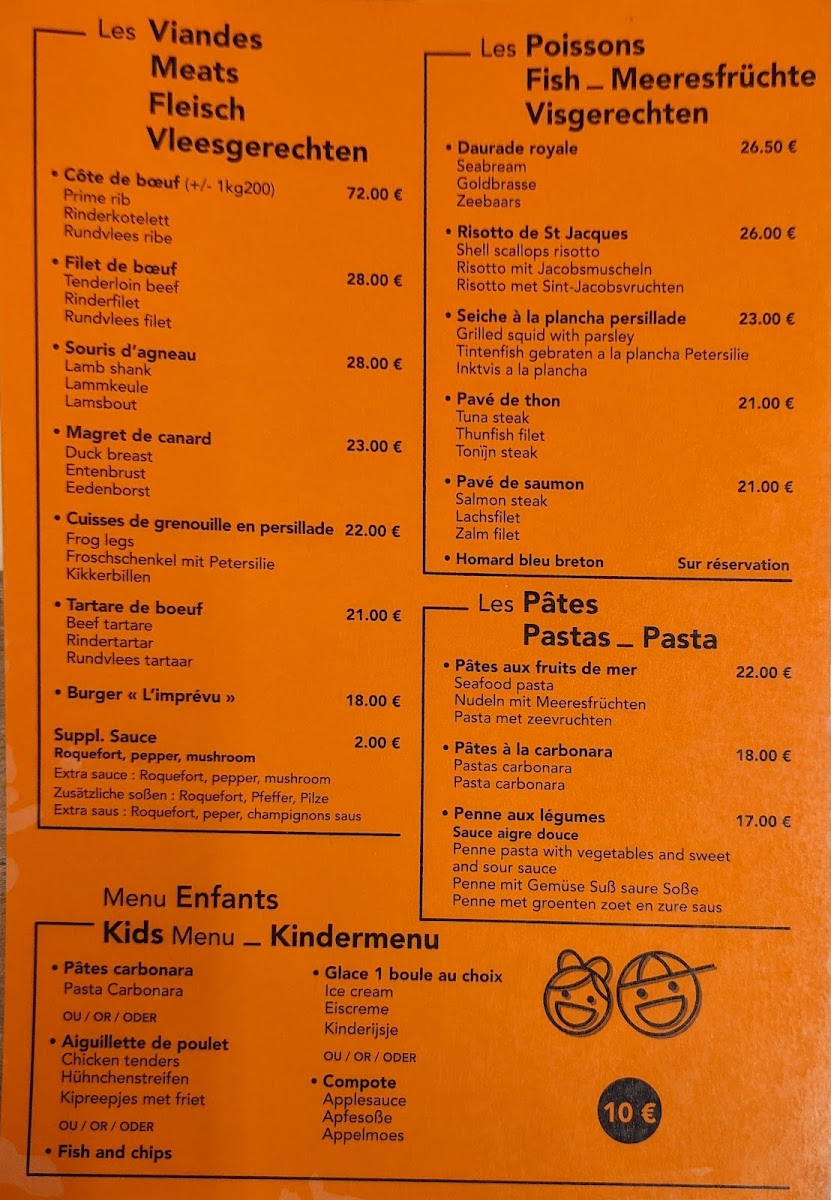 Les Viandes
Meats
Fleisch
Vleesgerechten
• Côte de bœuf (+/- 1kg200) 72.00 €
Prime rib
Rinderkotelett
Rundvlees ribe
• Filet de bœuf 28.00 €
Tenderloin beef
Rinderfilet
Rundvlees filet
• Souris d'agneau 28.00 €
Lamb shank
Lammkeule
Lamsbout
• Magret de canard 23.00 €
Duck breast
Entenbrust
Eedenborst
• Cuisses de grenouille en persillade 22.00 €
Frog legs
Froschschenkel mit Petersilie
Kikkerbillen
• Tartare de boeuf 21.00 €
Beef tartare
Rindertartar
Rundvlees tartaar
• Burger « L'imprévu » 18.00 €
Suppl. Sauce 2.00 €
Roquefort, pepper, mushroom
Extra sauce : Roquefort, pepper, mushroom
Zusätzliche soßen : Roquefort, Pfeffer, Pilze
Extra saus : Roquefort, peper, champignons saus
Les Poissons
Fish _ Meeresfrüchte
Visgerechten
• Daurade royale 26.50 €
Seabream
Goldbrasse
Zeebaars
• Risotto de St Jacques 26.00 €
Shell scallops risotto
Risotto mit Jacobsmuscheln
Risotto met Sint-Jacobsvruchten
• Seiche à la plancha persillade 23.00 €
Grilled squid with parsley
Tintenfish gebraten a la plancha Petersilie
Inktvis a la plancha
• Pavé de thon 21.00 €
Tuna steak
Thunfish filet
Tonïjn steak
• Pavé de saumon 21.00 €
Salmon steak
Lachsfilet
Zalm filet
• Homard bleu breton Sur réservation
Les Pâtes
Pastas _ Pasta
• Pâtes aux fruits de mer 22.00 €
Seafood pasta
Nudeln mit Meeresfrüchten
Pasta met zeevruchten
• Pâtes à la carbonara 18.00 €
Pastas carbonara
Pasta carbonara
• Penne aux légumes 17.00 €
Sauce aigre douce
Penne pasta with vegetables and sweet
and sour sauce
Penne mit Gemüse Suß saure Soße
Penne met groenten zoet en zure saus
Menu Enfants
Kids Menu _ Kindermenu
• Pâtes carbonara
Pasta Carbonara
OU / OR / ODER
• Aiguillette de poulet
Chicken tenders
Hühnchenstreifen
Kipreepjes met friet
OU / OR / ODER
• Fish and chips
• Glace 1 boule au choix
Ice cream
Eiscreme
Kinderijsje
OU / OR / ODER
• Compote
Applesauce
Apfesoße
Appelmoes
10 €